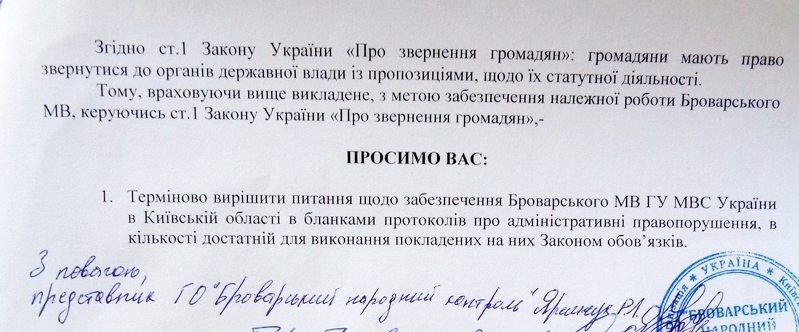 Згідно ст.1 Закону України «Про звернення громадян»: громадяни мають право
звернутися до органів державної влади із пропозиціями, щодо їх статутної діяльності.
Тому, враховуючи вище викладене, з метою забезпечення належної роботи Броварського
МВ, керуючись ст.1 Закону України «Про звернення громадян»,-
ПРОСИМО ВАС:
1. Терміново вирішити питання щодо забезпечення Броварського МВ ГУ МВС України
в Київській області в бланками протоколів про адміністративні правопорушення, в
кількості достатній для виконання покладених на них Законом обов’язків.
З повагою,
представник ГО "Броварський народний контроль"
* УКРАЇНА *
БРОВАРСЬКИЙ
НАРОДНИЙ